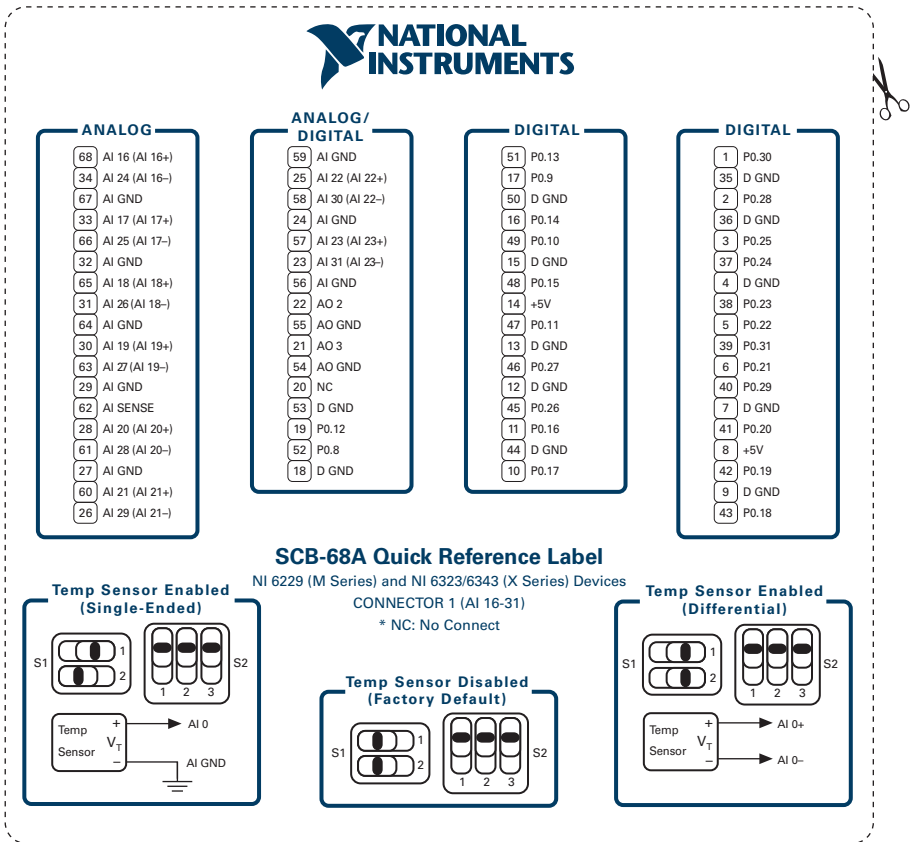 NATIONAL
INSTRUMENTS
ANALOG
68 AI 16 (AI 16+)
34 AI 24 (AI 16–)
67 AI GND
33 AI 17 (AI 17+)
66 AI 25 (AI 17–)
32 AI GND
65 AI 18 (AI 18+)
31 AI 26 (AI 18–)
64 AI GND
30 AI 19 (AI 19+)
63 AI 27 (AI 19–)
29 AI GND
62 AI SENSE
28 AI 20 (AI 20+)
61 AI 28 (AI 20–)
27 AI GND
60 AI 21 (AI 21+)
26 AI 29 (AI 21–)
ANALOG/
DIGITAL
59 AI GND
25 AI 22 (AI 22+)
58 AI 30 (AI 22–)
24 AI GND
57 AI 23 (AI 23+)
23 AI 31 (AI 23–)
56 AI GND
22 AO 2
55 AO GND
21 AO 3
54 AO GND
20 NC
53 D GND
19 P0.12
52 P0.8
18 D GND
DIGITAL
51 P0.13
17 P0.9
50 D GND
16 P0.14
49 P0.10
15 D GND
48 P0.15
14 +5V
47 P0.11
13 D GND
46 P0.27
12 D GND
45 P0.26
11 P0.16
44 D GND
10 P0.17
DIGITAL
1 P0.30
35 D GND
2 P0.28
36 D GND
3 P0.25
37 P0.24
4 D GND
38 P0.23
5 P0.22
39 P0.31
6 P0.21
40 P0.29
7 D GND
41 P0.20
8 +5V
42 P0.19
9 D GND
43 P0.18
SCB-68A Quick Reference Label
NI 6229 (M Series) and NI 6323/6343 (X Series) Devices
CONNECTOR 1 (AI 16-31)
* NC: No Connect
Temp Sensor Enabled
(Single-Ended)
S1
1
2
S2
1 2 3
Temp
Sensor
+
VT
–
AI 0
AI GND
Temp Sensor Disabled
(Factory Default)
S1
1
2
S2
1 2 3
Temp Sensor Enabled
(Differential)
S1
1
2
S2
1 2 3
Temp
Sensor
+
VT
–
AI 0+
AI 0–